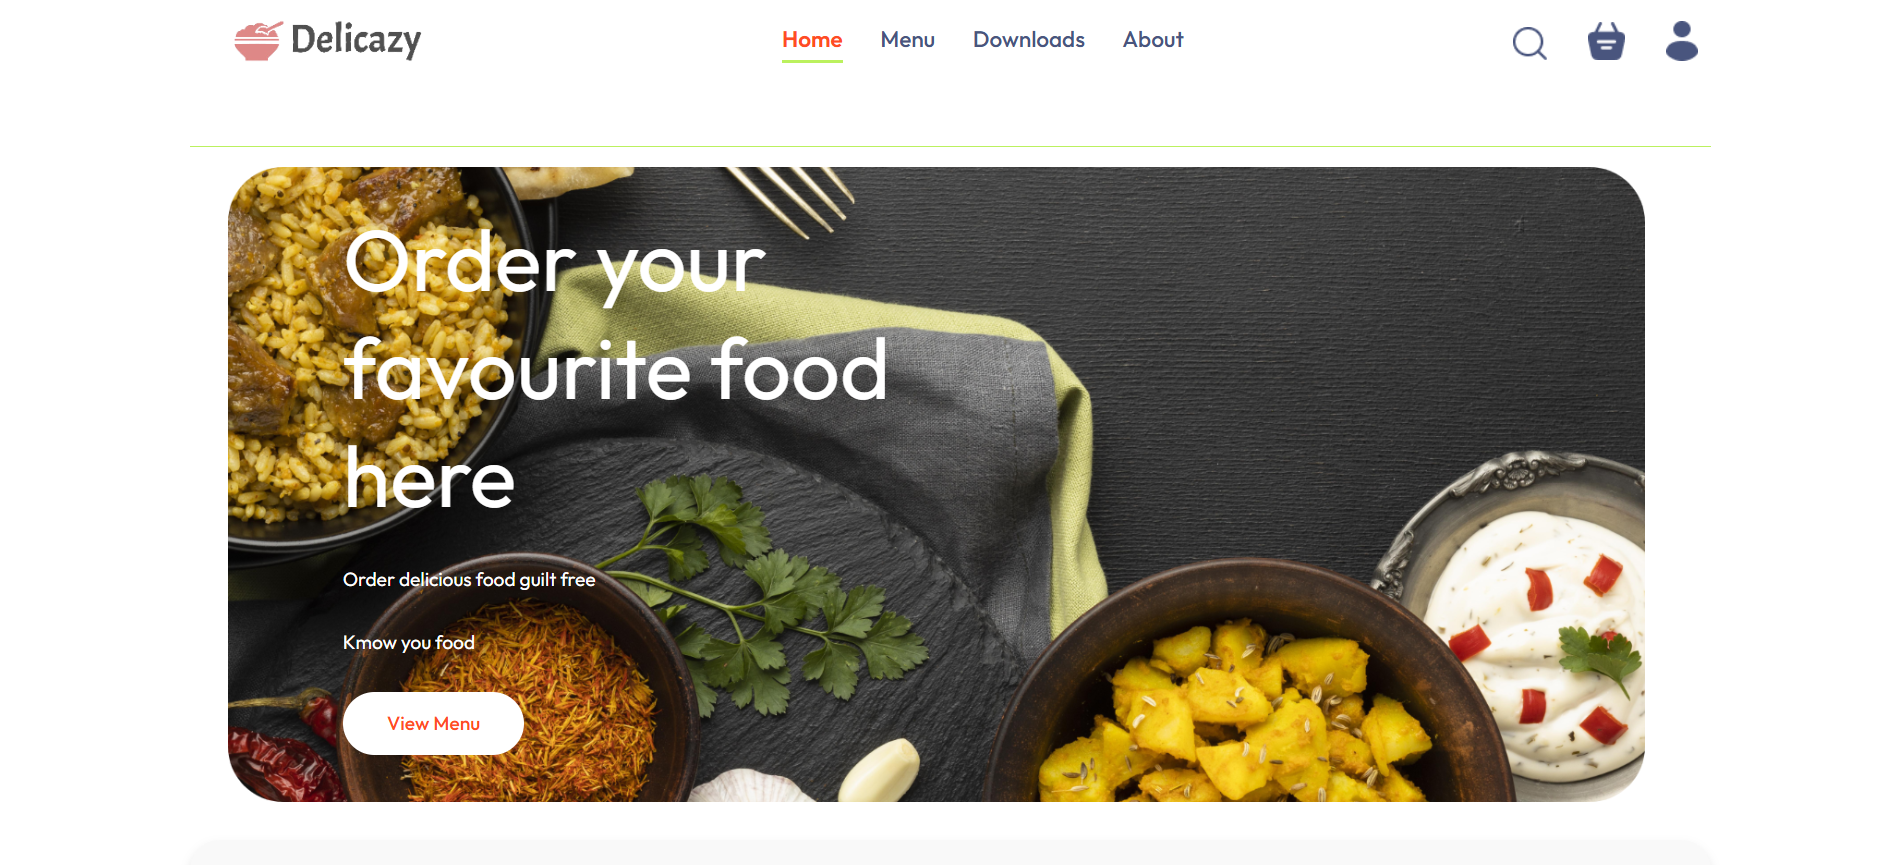 Delicazy
Home Menu Downloads About
Order your
favourite food
here
Order delicious food guilt free
Kmow you food
View Menu